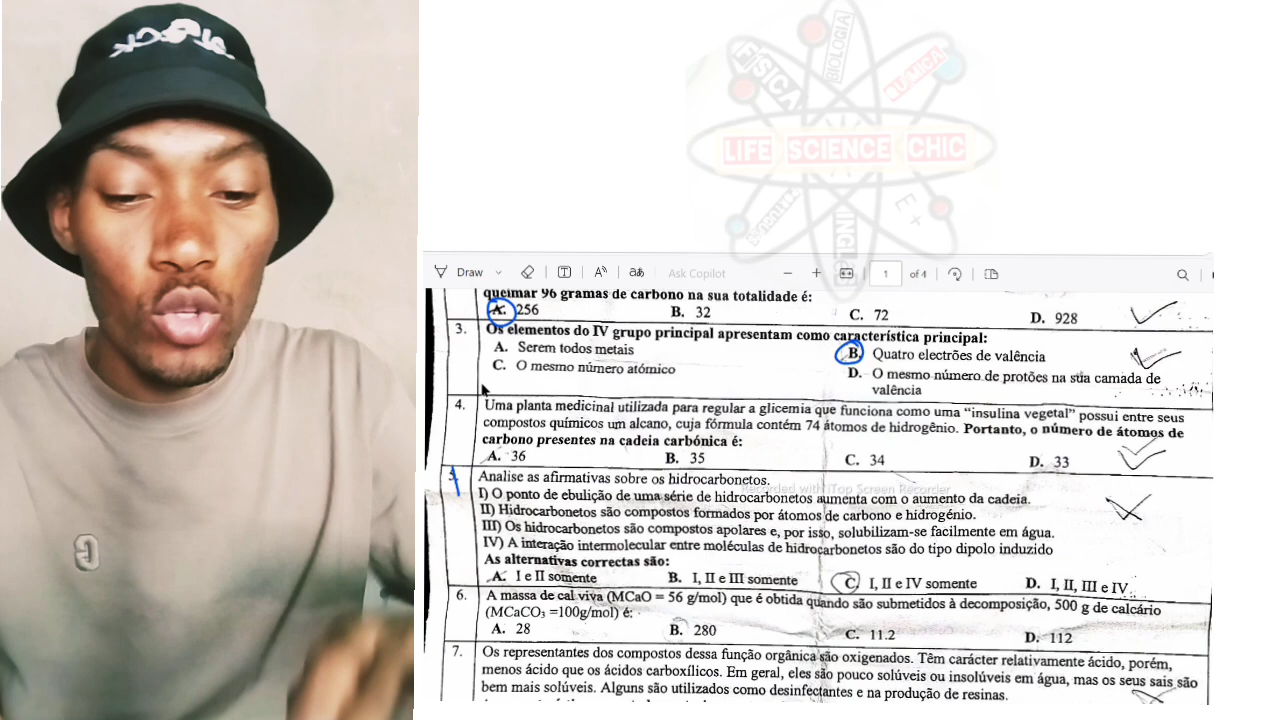 BLACK
FÍSICA
BIOLOGIA
QUÍMICA
LIFE SCIENCE CHIC
E+
Draw
Ask Copilot
1
of 4
queimar 96 gramas de carbono na sua totalidade é:
A. 256 B. 32 C. 72 D. 928
3. Os elementos do IV grupo principal apresentam como característica principal:
A. Serem todos metais B. Quatro electrões de valência
C. O mesmo número atómico D. O mesmo número de protões na sua camada de
valência
4. Uma planta medicinal utilizada para regular a glicemia que funciona como uma “insulina vegetal” possui entre seus
compostos químicos um alcano, cuja fórmula contém 74 átomos de hidrogênio. Portanto, o número de átomos de
carbono presentes na cadeia carbónica é:
A. 36 B. 35 C. 34 D. 33
Recorded with iTop Screen Recorder
5. Analise as afirmativas sobre os hidrocarbonetos.
I) O ponto de ebulição de uma série de hidrocarbonetos aumenta com o aumento da cadeia.
II) Hidrocarbonetos são compostos formados por átomos de carbono e hidrogénio.
III) Os hidrocarbonetos são compostos apolares e, por isso, solubilizam-se facilmente em água.
IV) A interação intermolecular entre moléculas de hidrocarbonetos são do tipo dipolo induzido
As alternativas correctas são:
A. I e II somente B. I, II e III somente C. I, II e IV somente D. I, II, III e IV
6. A massa de cal viva (MCaO = 56 g/mol) que é obtida quando são submetidos à decomposição, 500 g de calcário
(MCaCO₃ =100g/mol) é:
A. 28 B. 280 C. 11.2 D. 112
7. Os representantes dos compostos dessa função orgânica são oxigenados. Têm carácter relativamente ácido, porém,
menos ácido que os ácidos carboxílicos. Em geral, eles são pouco solúveis ou insolúveis em água, mas os seus sais são
bem mais solúveis. Alguns são utilizados como desinfectantes e na produção de resinas.